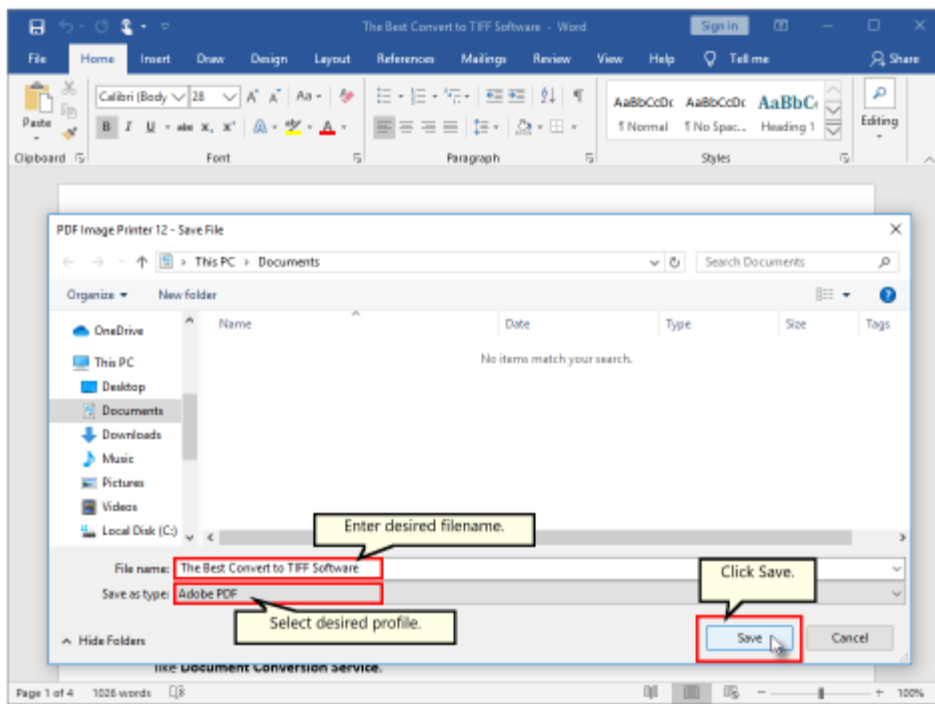 The Best Convert to TIFF Software - Word
Sign in
File Home Insert Draw Design Layout References Mailings Review View Help Tell me Share
Calibri (Body 28 A A Aa
Paste B I U abc x, x² A A
AaBbCcDc AaBbCcDc AaBbC
¶ Normal ¶ No Spac... Heading 1
Editing
Clipboard Font Paragraph Styles
PDF Image Printer 12 - Save File
This PC > Documents
Search Documents
Organize New folder
Name Date Type Size Tags
No items match your search.
OneDrive
This PC
Desktop
Documents
Downloads
Music
Pictures
Videos
Local Disk (C:)
Enter desired filename.
File name: The Best Convert to TIFF Software
Click Save.
Save as type: Adobe PDF
Select desired profile.
Hide Folders
Save Cancel
like Document Conversion Service.
Page 1 of 4 1028 words 100%